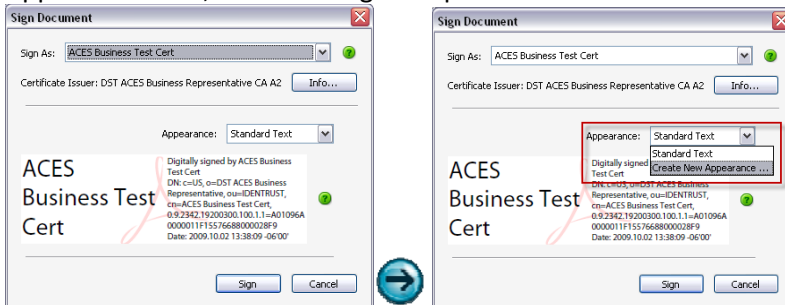 Sign Document
Sign As: ACES Business Test Cert
Certificate Issuer: DST ACES Business Representative CA A2 Info...
Appearance: Standard Text
ACES
Business Test
Cert
Digitally signed by ACES Business
Test Cert
DN: c=US, o=DST ACES Business
Representative, ou=IDENTRUST,
cn=ACES Business Test Cert,
0.9.2342.19200300.100.1.1=A01096A
0000011F15576688000028F9
Date: 2009.10.02 13:38:09 -06'00'
Sign Cancel
Sign Document
Sign As: ACES Business Test Cert
Certificate Issuer: DST ACES Business Representative CA A2 Info...
Appearance: Standard Text
Standard Text
Create New Appearance ...
ACES
Business Test
Cert
Digitally signed
Test Cert
DN: c=US, o=DST ACES Business
Representative, ou=IDENTRUST,
cn=ACES Business Test Cert,
0.9.2342.19200300.100.1.1=A01096A
0000011F15576688000028F9
Date: 2009.10.02 13:38:09 -06'00'
Sign Cancel